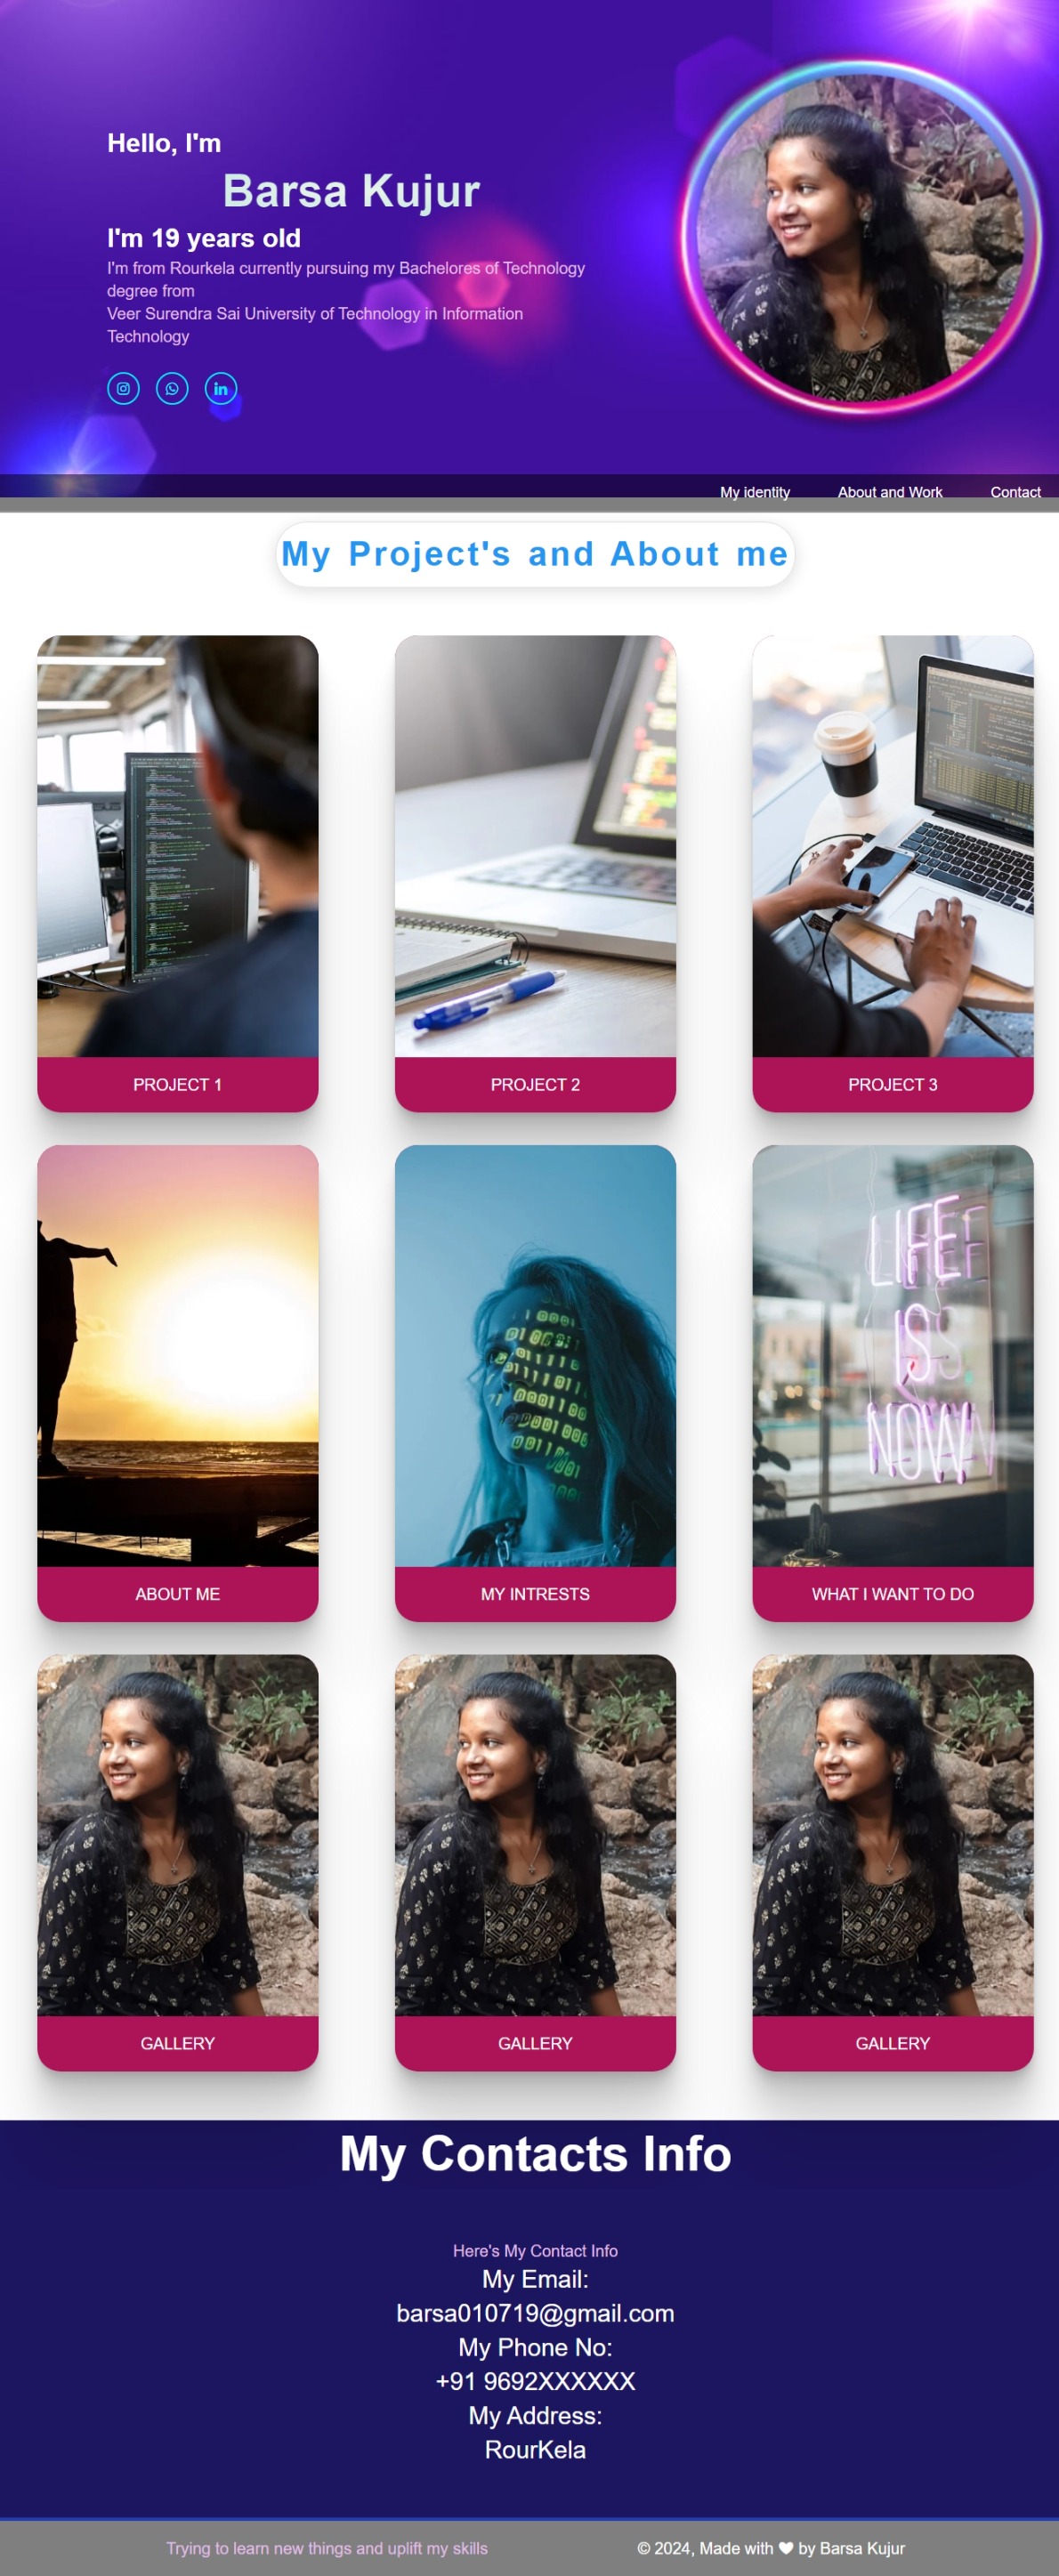 Hello, I'm
Barsa Kujur
I'm 19 years old
I'm from Rourkela currently pursuing my Bachelores of Technology
degree from
Veer Surendra Sai University of Technology in Information
Technology
My identity About and Work Contact
My Project's and About me
PROJECT 1
PROJECT 2
PROJECT 3
LIFE
IS
NOW
ABOUT ME
MY INTRESTS
WHAT I WANT TO DO
GALLERY
GALLERY
GALLERY
My Contacts Info
Here's My Contact Info
My Email:
barsa010719@gmail.com
My Phone No:
+91 9692XXXXXX
My Address:
RourKela
Trying to learn new things and uplift my skills
© 2024, Made with ❤ by Barsa Kujur